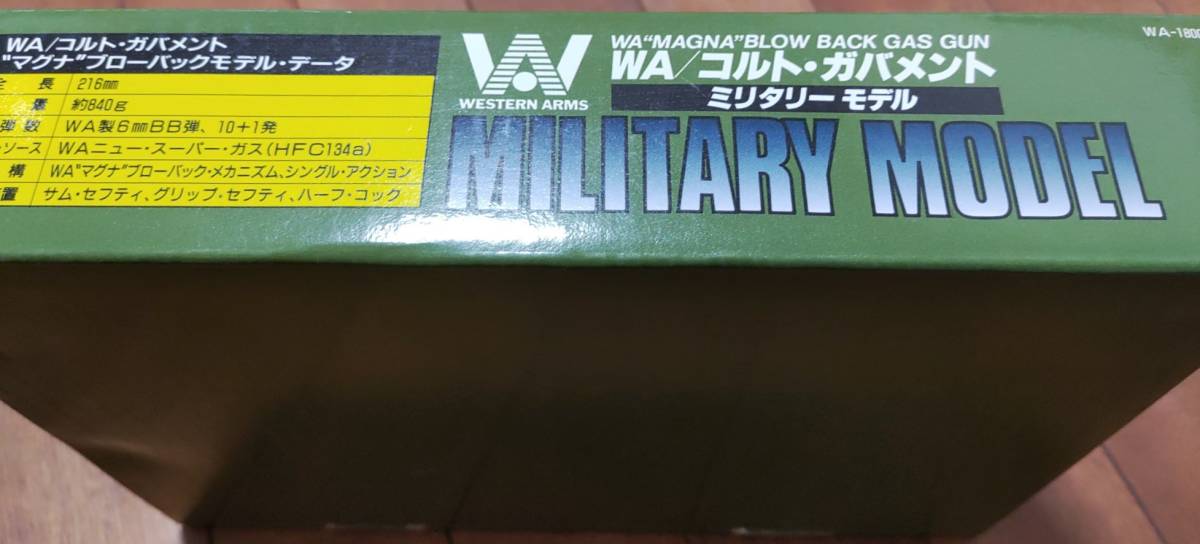 WA/コルト・ガバメント
"マグナ"ブローバックモデル・データ
全 長 216mm
約840g
弾 数 WA製6mmBB弾、10+1発
ソース WAニュー・スーパー・ガス(HFC134a)
構 WA"マグナ"ブローバック・メカニズム、シングル・アクション
置 サム・セフティ、グリップ・セフティ、ハーフ・コック
WESTERN ARMS
WA"MAGNA"BLOW BACK GAS GUN
WA/コルト・ガバメント
ミリタリー モデル
MILITARY MODEL